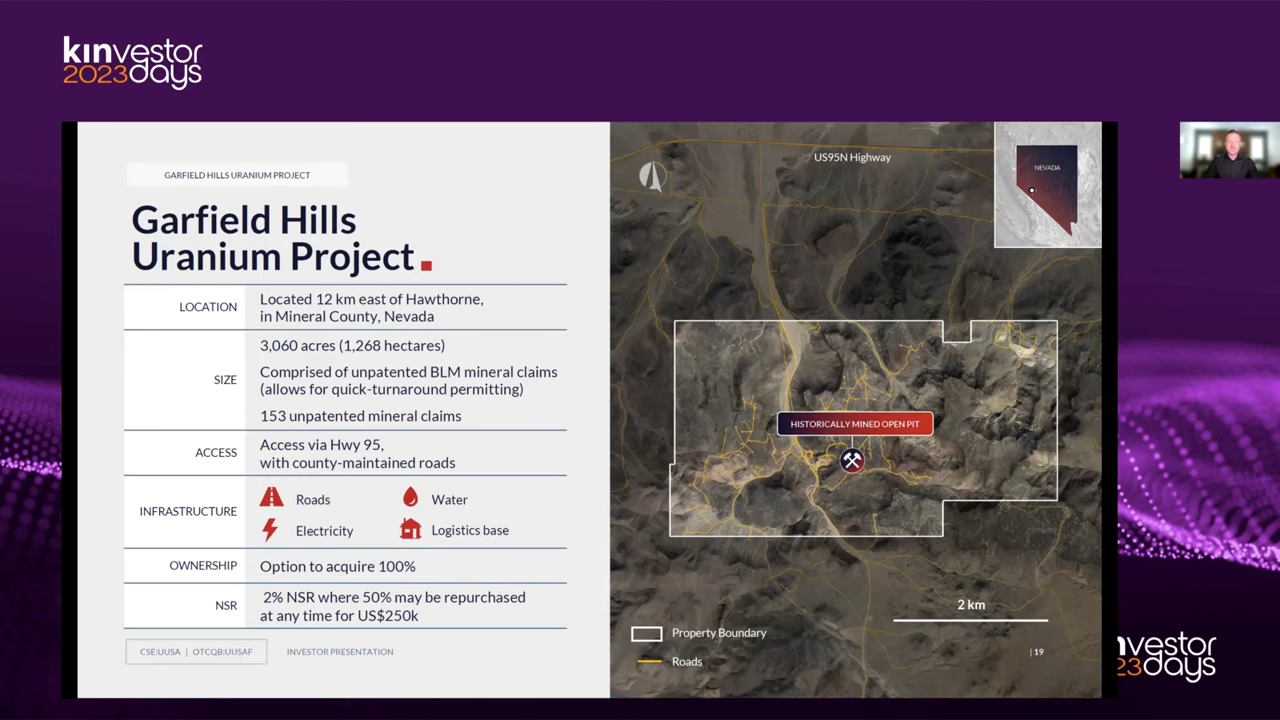 kinvestor
2023days
GARFIELD HILLS URANIUM PROJECT
Garfield Hills
Uranium Project
LOCATION
Located 12 km east of Hawthorne,
in Mineral County, Nevada
SIZE
3,060 acres (1,268 hectares)
Comprised of unpatented BLM mineral claims
(allows for quick-turnaround permitting)
153 unpatented mineral claims
ACCESS
Access via Hwy 95,
with county-maintained roads
INFRASTRUCTURE
Roads
Water
Electricity
Logistics base
OWNERSHIP
Option to acquire 100%
NSR
2% NSR where 50% may be repurchased
at any time for US$250k
CSE:UUSA | OTCQB:UUSAF
INVESTOR PRESENTATION
US95N Highway
NEVADA
HISTORICALLY MINED OPEN PIT
2 km
Property Boundary
Roads
| 19
nvestor
23days